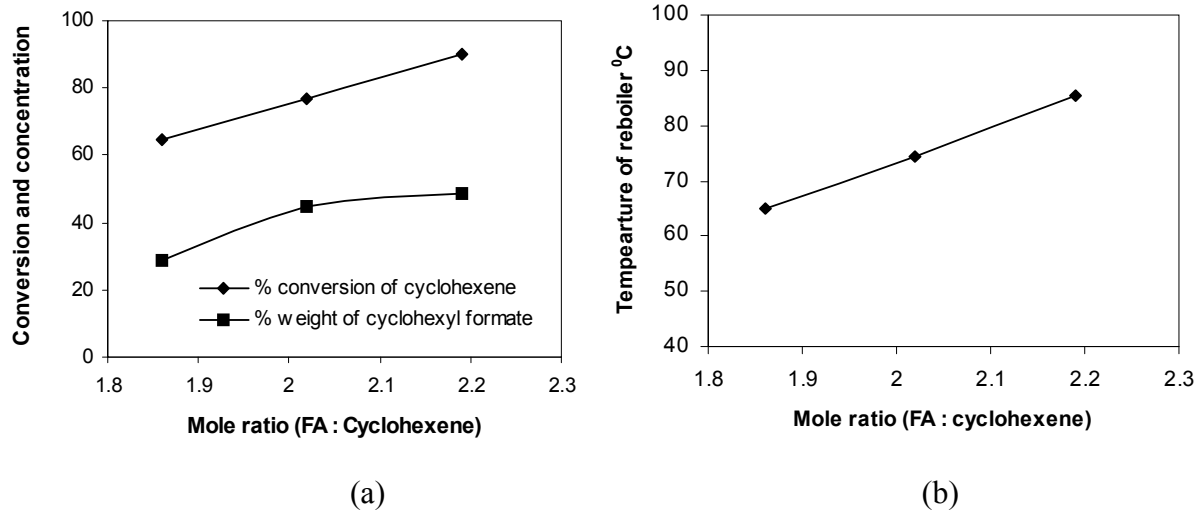 Conversion and concentration
100
80
60
40
20
0
1.8 1.9 2 2.1 2.2 2.3
% conversion of cyclohexene
% weight of cyclohexyl formate
Mole ratio (FA : Cyclohexene)
(a)
Tempearture of reboiler ⁰C
100
90
80
70
60
50
40
1.8 1.9 2 2.1 2.2 2.3
Mole ratio (FA : cyclohexene)
(b)